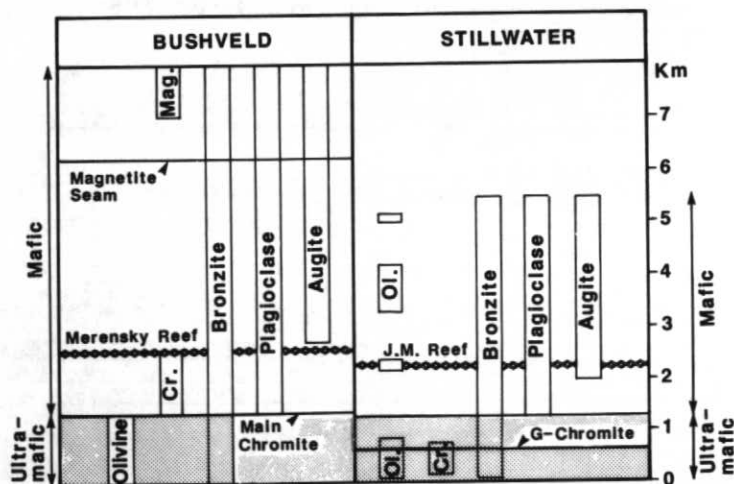 BUSHVELD
STILLWATER
Km
Mag.
7
6
Magnetite
Seam
5
Mafic
Bronzite
Plagioclase
Augite
Ol.
Bronzite
Plagioclase
Augite
Mafic
4
3
Merensky Reef
J.M. Reef
2
Cr.
Main
Chromite
1
G-Chromite
Ultra-
mafic
Olivine
Ol.
Cr.
Ultra-
mafic
0